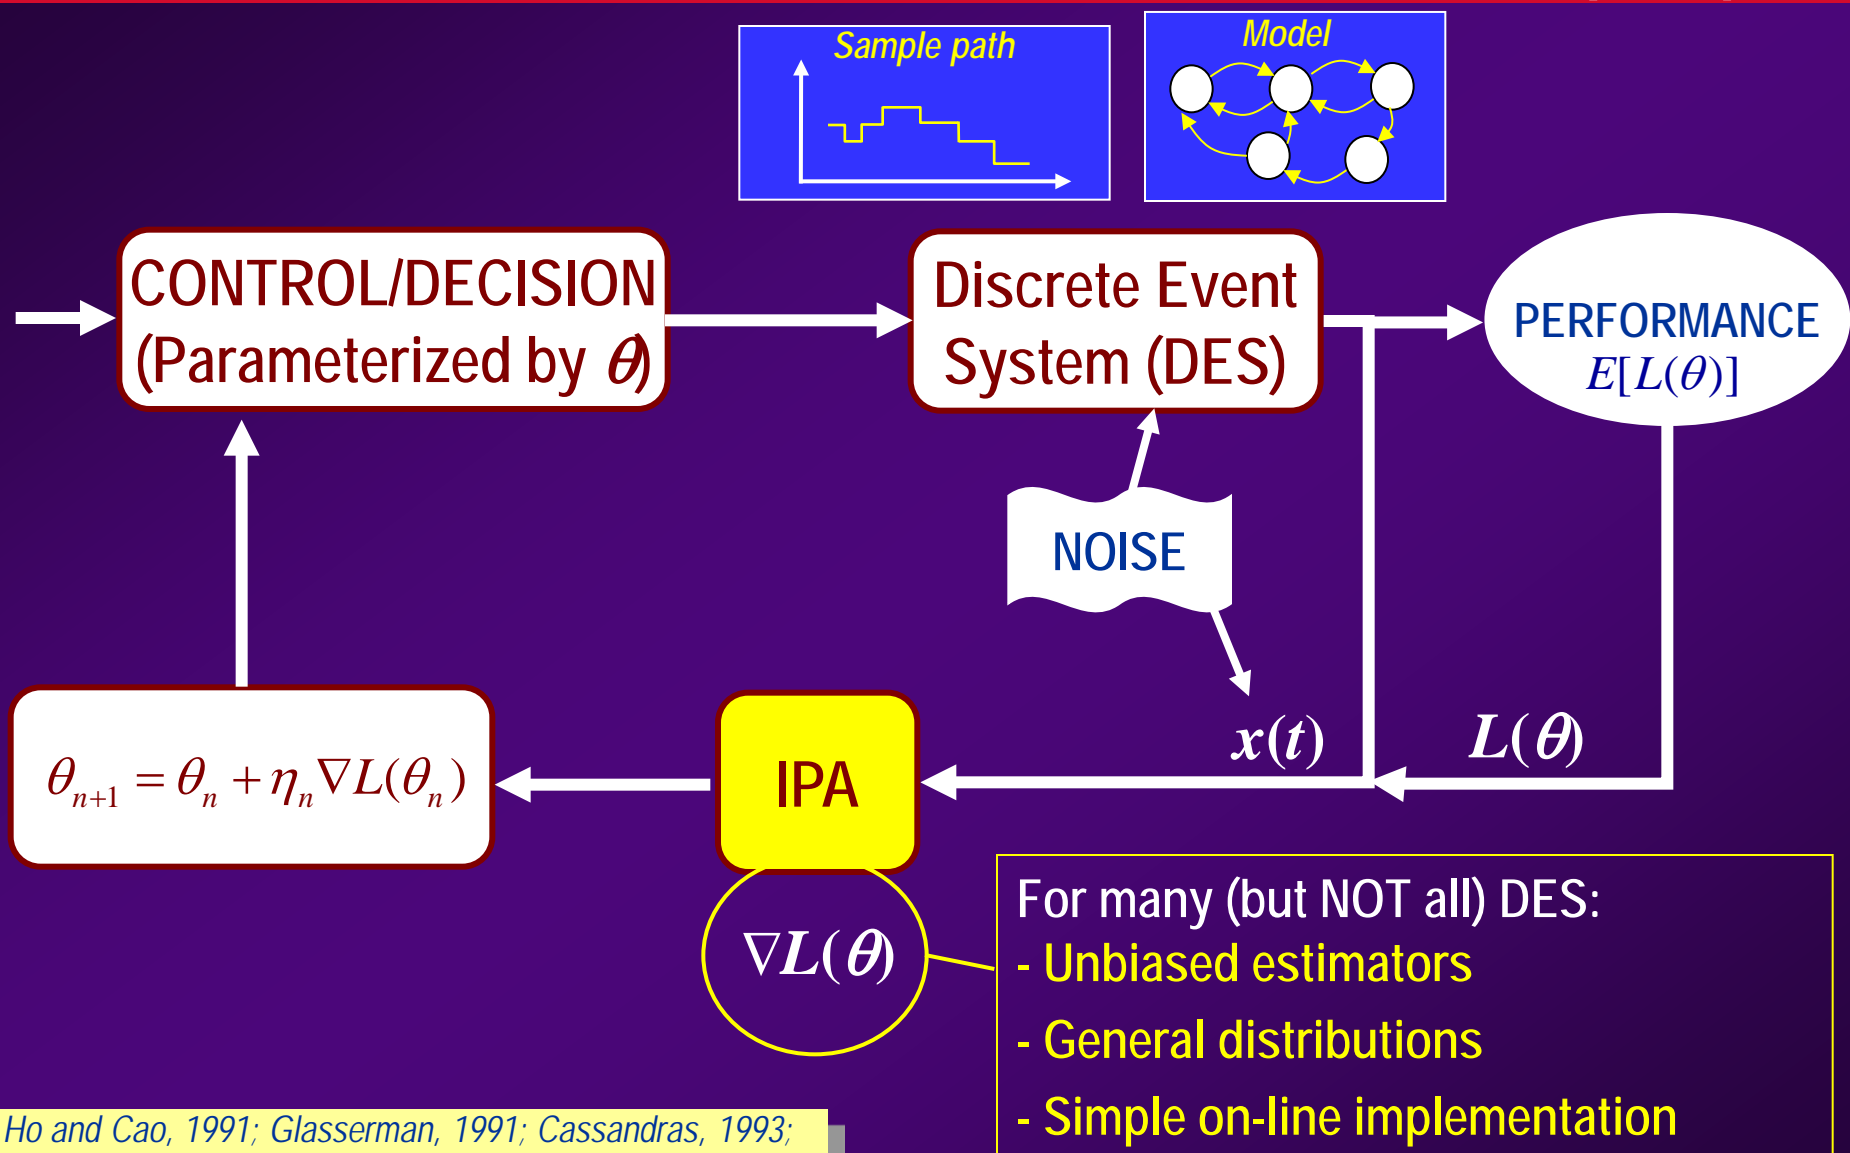 Sample path
Model
CONTROL/DECISION
(Parameterized by θ)
Discrete Event
System (DES)
PERFORMANCE
E[L(θ)]
NOISE
x(t)
L(θ)
θₙ₊₁ = θₙ + ηₙ∇L(θₙ)
IPA
∇L(θ)
For many (but NOT all) DES:
- Unbiased estimators
- General distributions
- Simple on-line implementation
Ho and Cao, 1991; Glasserman, 1991; Cassandras, 1993;